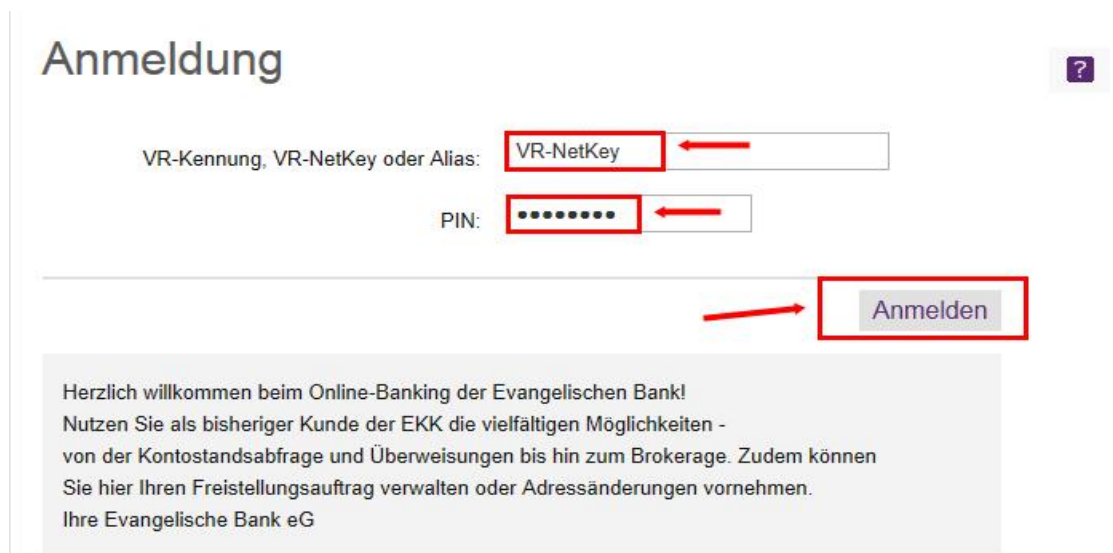 Anmeldung
?
VR-Kennung, VR-NetKey oder Alias: VR-NetKey
PIN: ••••••••
Anmelden
Herzlich willkommen beim Online-Banking der Evangelischen Bank!
Nutzen Sie als bisheriger Kunde der EKK die vielfältigen Möglichkeiten -
von der Kontostandsabfrage und Überweisungen bis hin zum Brokerage. Zudem können
Sie hier Ihren Freistellungsauftrag verwalten oder Adressänderungen vornehmen.
Ihre Evangelische Bank eG